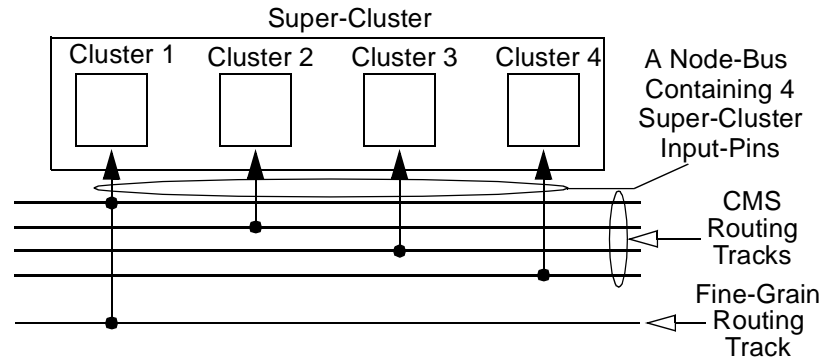 Super-Cluster
Cluster 1 Cluster 2 Cluster 3 Cluster 4
A Node-Bus
Containing 4
Super-Cluster
Input-Pins
CMS
Routing
Tracks
Fine-Grain
Routing
Track